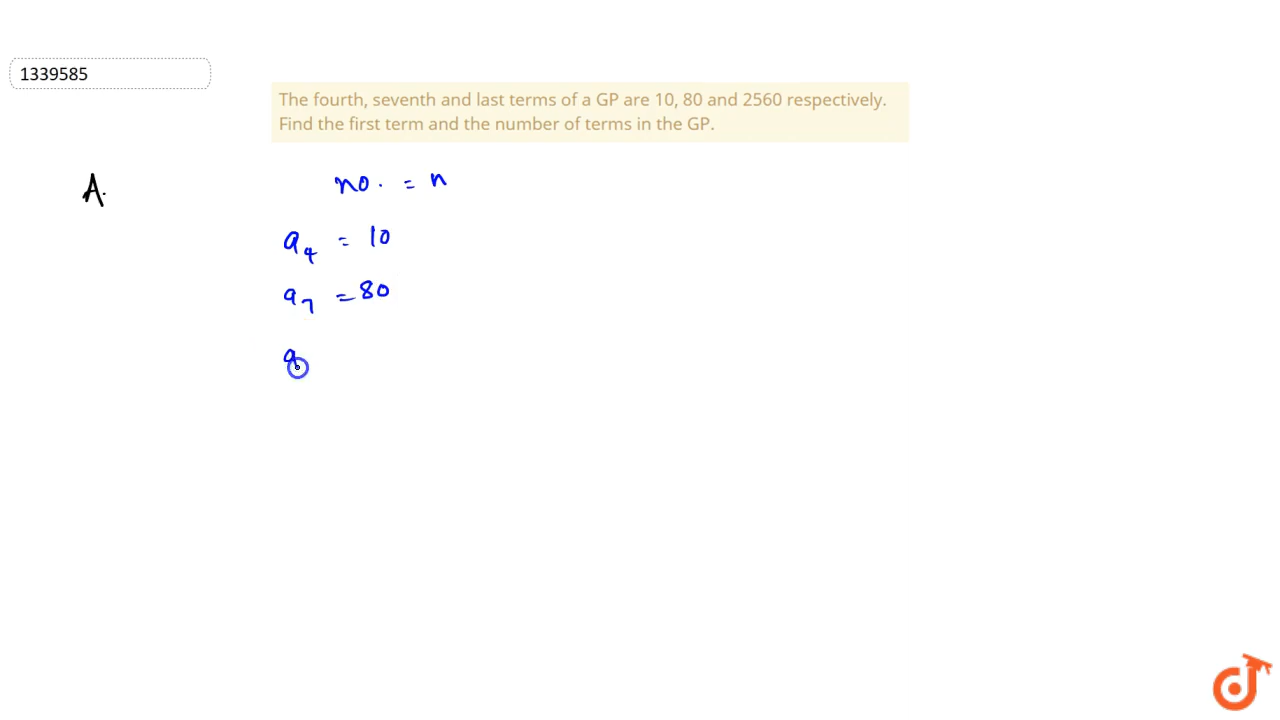 1339585
The fourth, seventh and last terms of a GP are 10, 80 and 2560 respectively.
Find the first term and the number of terms in the GP.
A.
no. = n
a₄ = 10
a₇ = 80
a